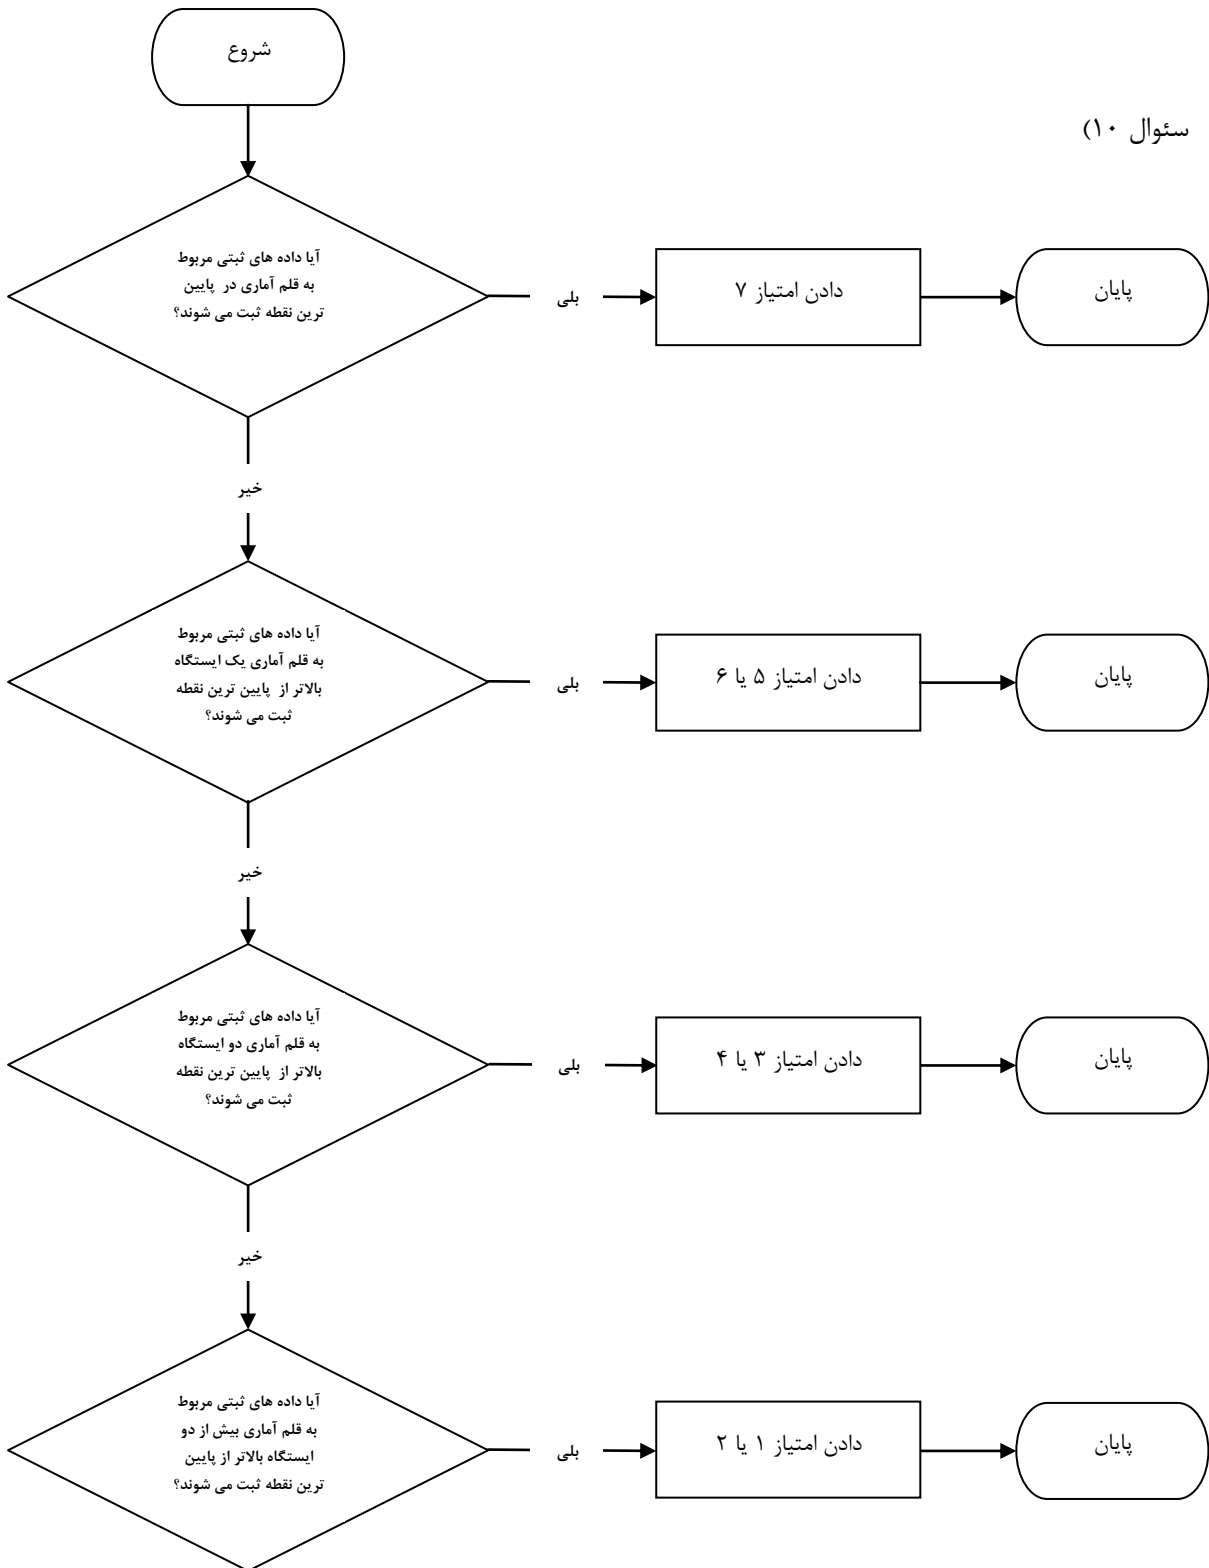 شروع
سئوال ۱۰)
آیا داده های ثبتی مربوط
به قلم آماری در پایین
ترین نقطه ثبت می شوند؟
بلی
دادن امتیاز ۷
پایان
خیر
آیا داده های ثبتی مربوط
به قلم آماری یک ایستگاه
بالاتر از پایین ترین نقطه
ثبت می شوند؟
بلی
دادن امتیاز ۵ یا ۶
پایان
خیر
آیا داده های ثبتی مربوط
به قلم آماری دو ایستگاه
بالاتر از پایین ترین نقطه
ثبت می شوند؟
بلی
دادن امتیاز ۳ یا ۴
پایان
خیر
آیا داده های ثبتی مربوط
به قلم آماری بیش از دو
ایستگاه بالاتر از پایین
ترین نقطه ثبت می شوند؟
بلی
دادن امتیاز ۱ یا ۲
پایان